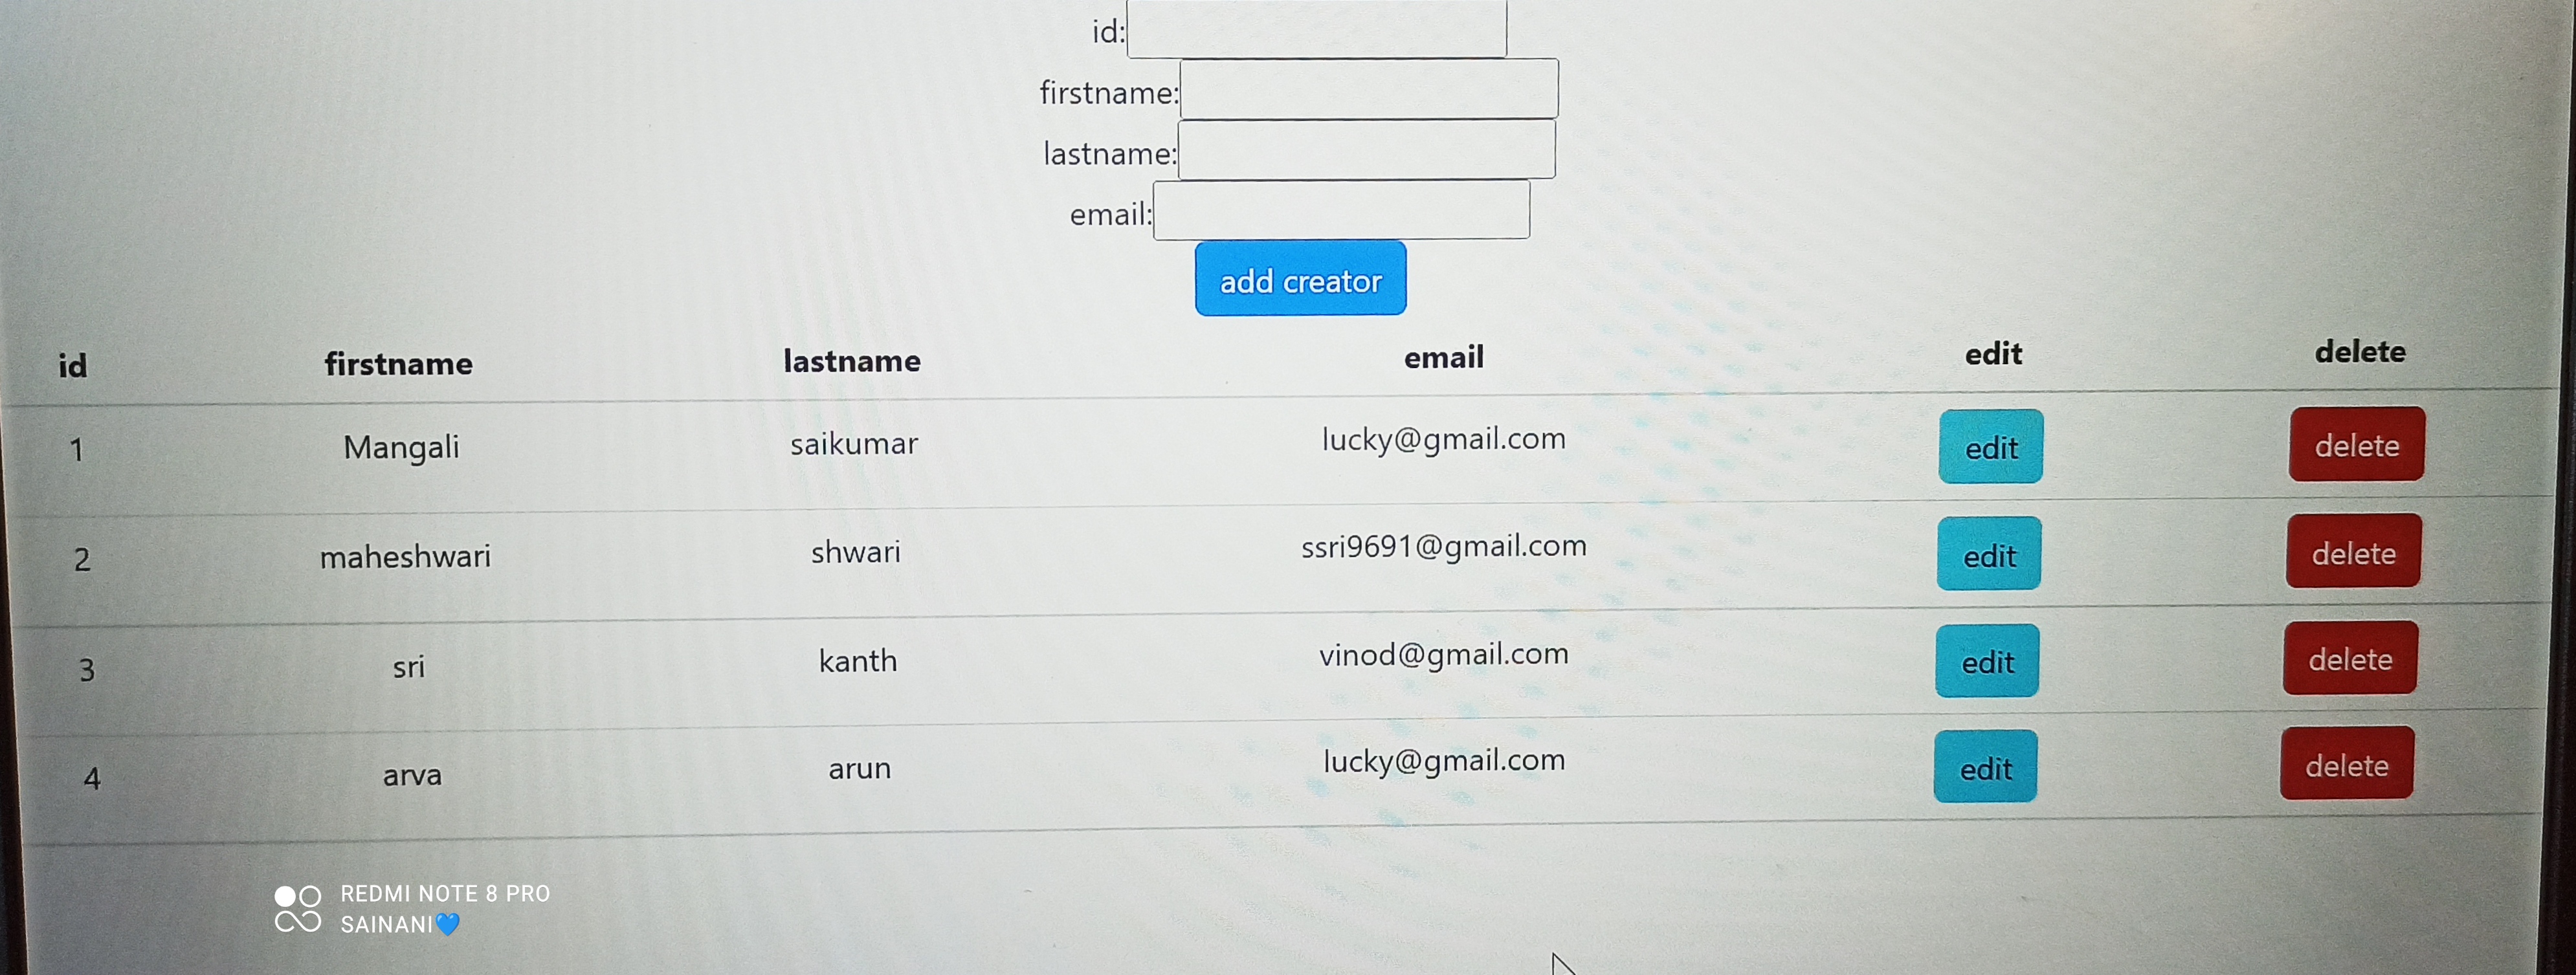 id:
firstname:
lastname:
email:
add creator
id firstname lastname email edit delete
1 Mangali saikumar lucky@gmail.com edit delete
2 maheshwari shwari ssri9691@gmail.com edit delete
3 sri kanth vinod@gmail.com edit delete
4 arva arun lucky@gmail.com edit delete
REDMI NOTE 8 PRO
SAINANI💙